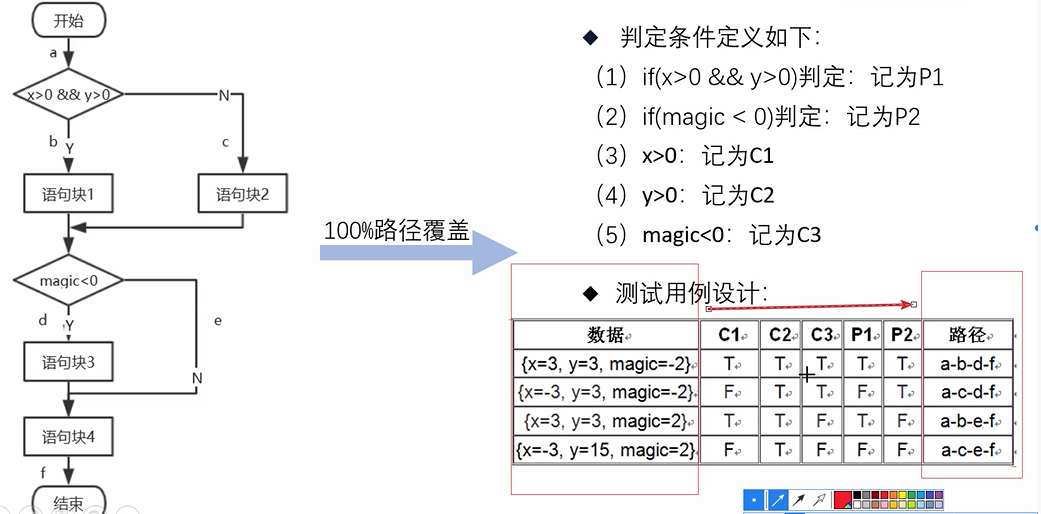 开始
a
x>0 && y>0
N
b
Y
c
语句块1
语句块2
magic<0
d
Y
e
语句块3
N
语句块4
f
结束
100%路径覆盖
◆ 判定条件定义如下：
（1）if(x>0 && y>0)判定：记为P1
（2）if(magic < 0)判定：记为P2
（3）x>0：记为C1
（4）y>0：记为C2
（5）magic<0：记为C3
◆ 测试用例设计：
数据 C1 C2 C3 P1 P2 路径
{x=3, y=3, magic=-2} T T T T T a-b-d-f
{x=-3, y=3, magic=-2} F T T F T a-c-d-f
{x=3, y=3, magic=2} T T F T F a-b-e-f
{x=-3, y=15, magic=2} F T F F F a-c-e-f